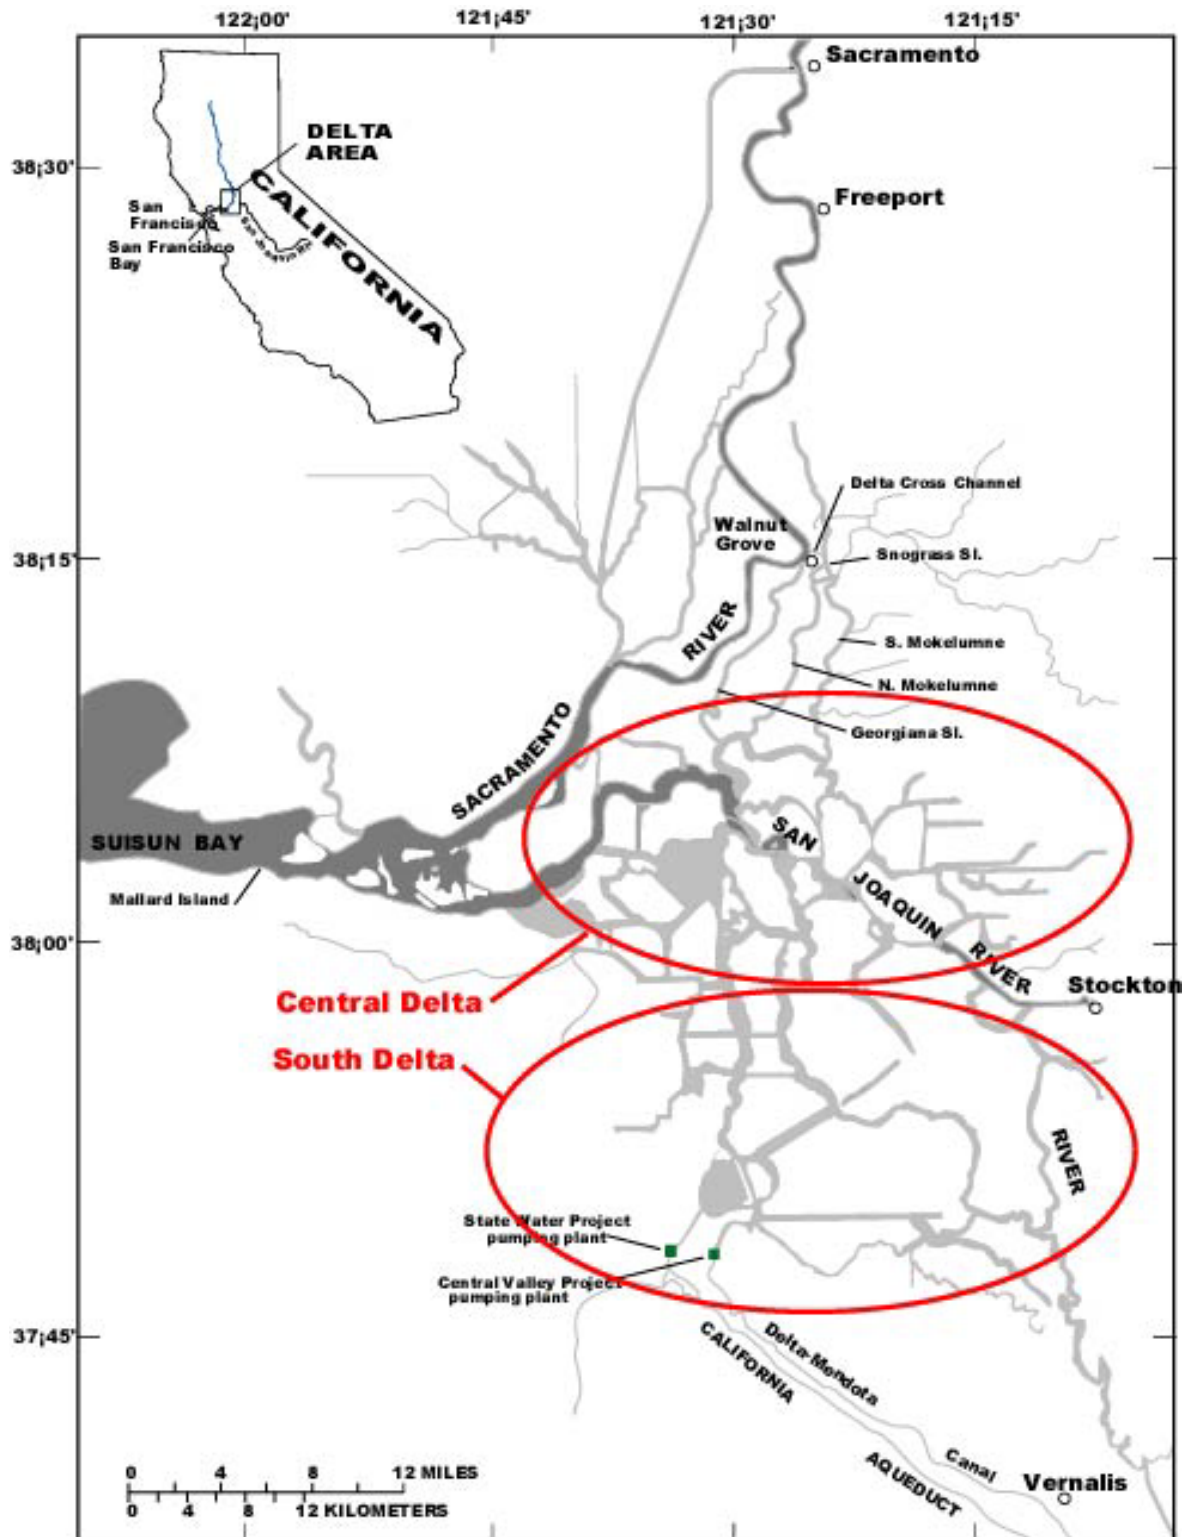 122¡00'
121¡45'
121¡30'
121¡15'
Sacramento
DELTA
AREA
38¡30'
CALIFORNIA
Freeport
San
Francisco
San Joaquin Riv.
San Francisco
Bay
Delta Cross Channel
Walnut
Grove
38¡15'
Snograss Sl.
RIVER
S. Mokelumne
N. Mokelumne
SACRAMENTO
Georgiana Sl.
SUISUN BAY
SAN
Mallard Island
JOAQUIN
38¡00'
RIVER
Stockton
Central Delta
South Delta
RIVER
State Water Project
pumping plant
Central Valley Project
pumping plant
37¡45'
Delta-Mendota
CALIFORNIA
Canal
AQUEDUCT
Vernalis
0 4 8 12 MILES
0 4 8 12 KILOMETERS